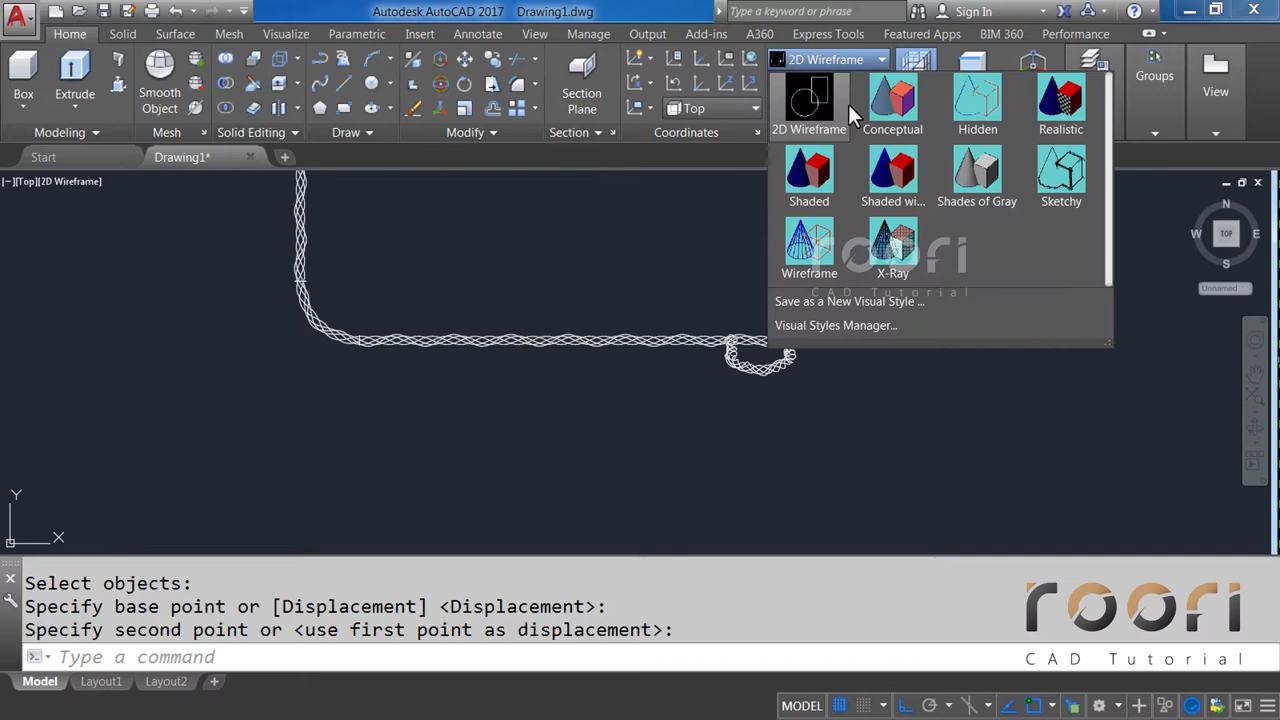 Autodesk AutoCAD 2017 Drawing1.dwg
Type a keyword or phrase
Sign In
Home Solid Surface Mesh Visualize Parametric Insert Annotate View Manage Output Add-ins A360 Express Tools Featured Apps BIM 360 Performance
Box
Extrude
Smooth
Object
Section
Plane
Top
2D Wireframe
Groups
View
Modeling
Solid Editing
Draw
Modify
Section
Coordinates
2D Wireframe
Conceptual
Hidden
Realistic
Shaded
Shaded wi...
Shades of Gray
Sketchy
Wireframe
X-Ray
Save as a New Visual Style ...
Visual Styles Manager...
Start
Drawing1*
[−][Top][2D Wireframe]
roofi
CAD Tutorial
N
W
TOP
E
S
Unnamed
Y
X
Select objects:
Specify base point or [Displacement] <Displacement>:
Specify second point or <use first point as displacement>:
Type a command
roofi
CAD Tutorial
Model
Layout1
Layout2
MODEL